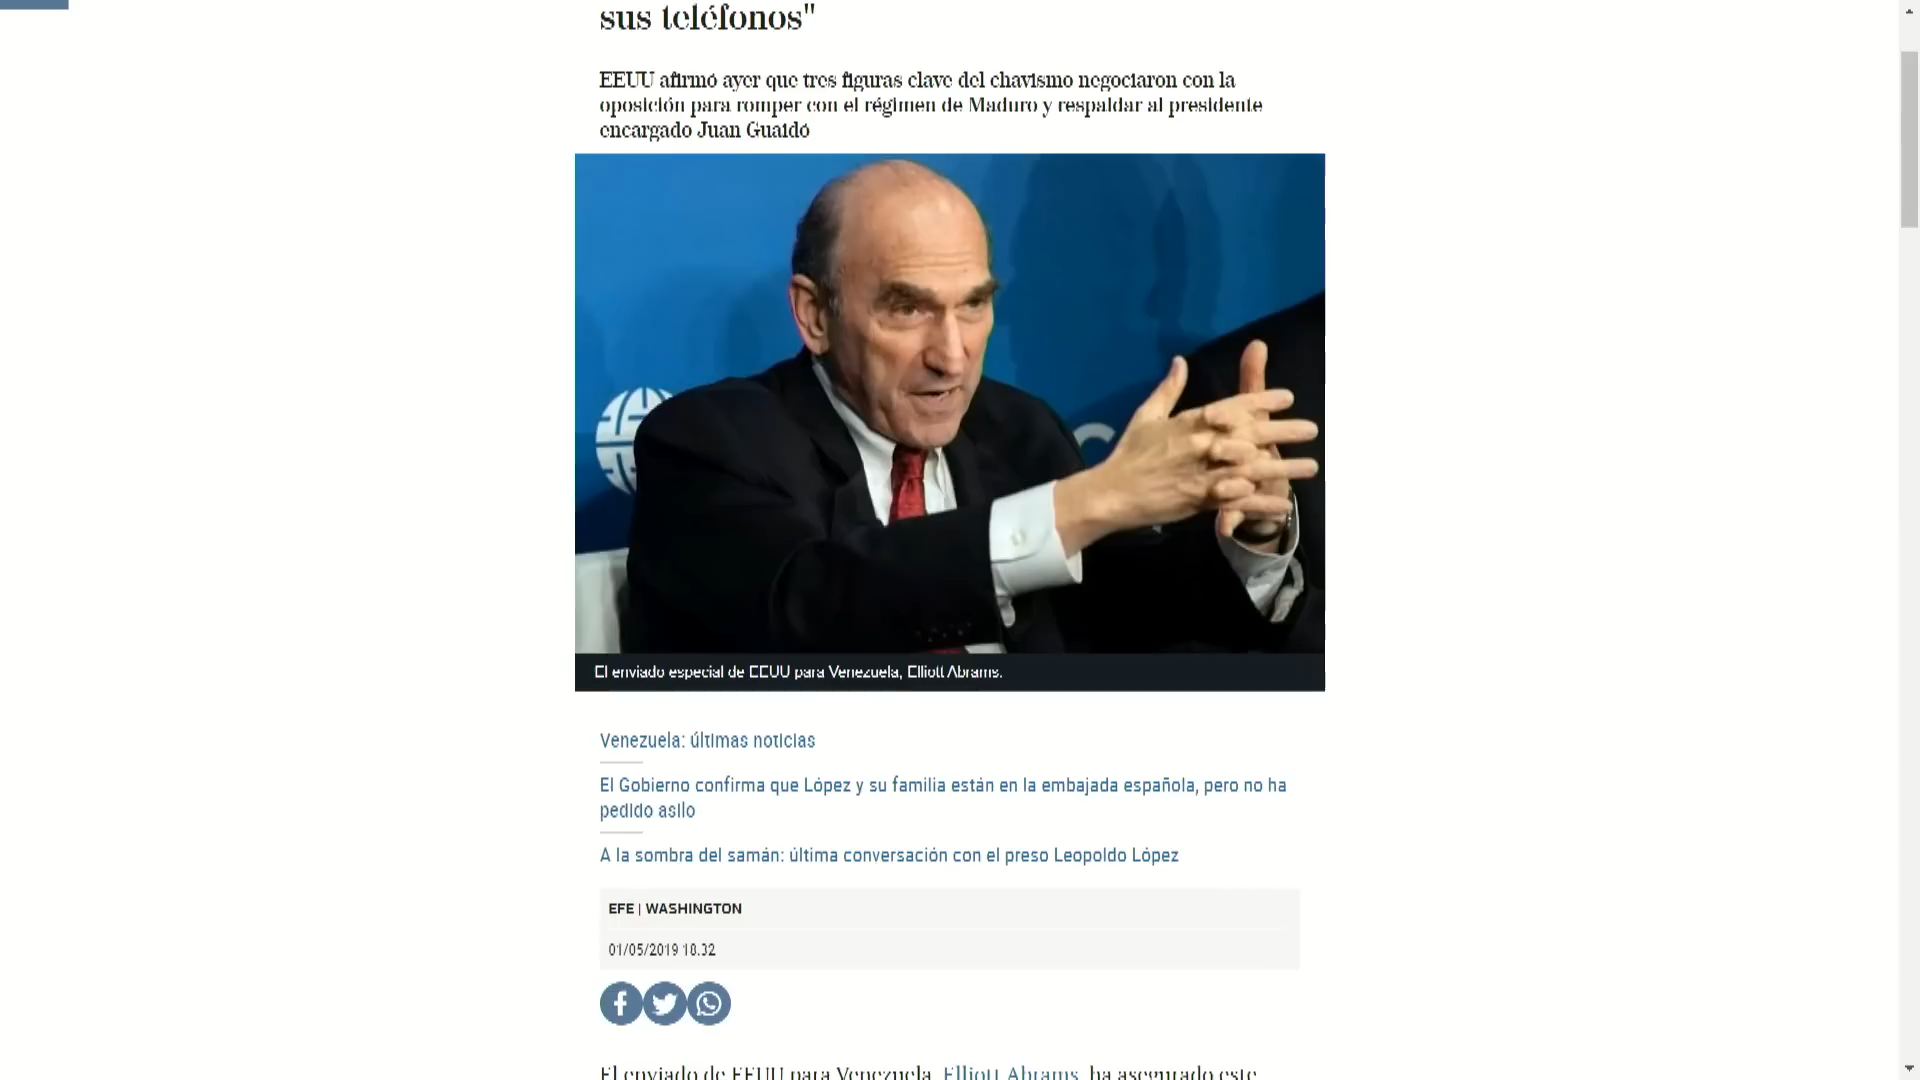 sus teléfonos"
EEUU afirmó ayer que tres figuras clave del chavismo negociaron con la
oposición para romper con el régimen de Maduro y respaldar al presidente
encargado Juan Guaidó
C
El enviado especial de EEUU para Venezuela, Elliott Abrams.
Venezuela: últimas noticias
El Gobierno confirma que López y su familia están en la embajada española, pero no ha
pedido asilo
A la sombra del samán: última conversación con el preso Leopoldo López
EFE | WASHINGTON
01/05/2019 18.32
El enviado de EEUU para Venezuela, Elliott Abrams, ha asegurado este